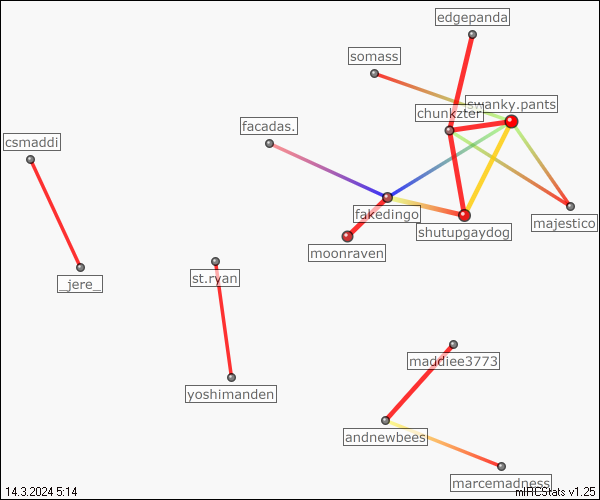 edgepanda
somass
swanky.pants
chunkzter
facadas.
csmaddi
fakedingo
majestico
shutupgaydog
moonraven
st.ryan
_jere_
maddiee3773
yoshimanden
andnewbees
marcemadness
14.3.2024 5:14
mIRCStats v1.25